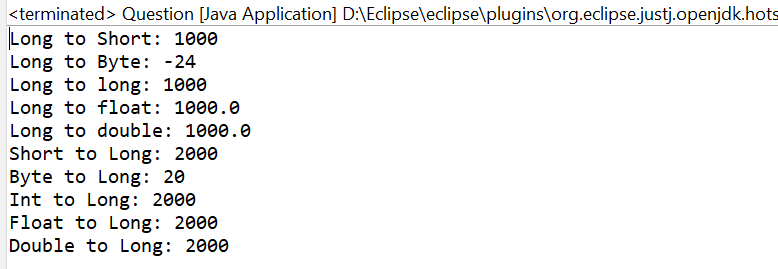 <terminated> Question [Java Application] D:\Eclipse\eclipse\plugins\org.eclipse.justj.openjdk.hots
Long to Short: 1000
Long to Byte: -24
Long to long: 1000
Long to float: 1000.0
Long to double: 1000.0
Short to Long: 2000
Byte to Long: 20
Int to Long: 2000
Float to Long: 2000
Double to Long: 2000